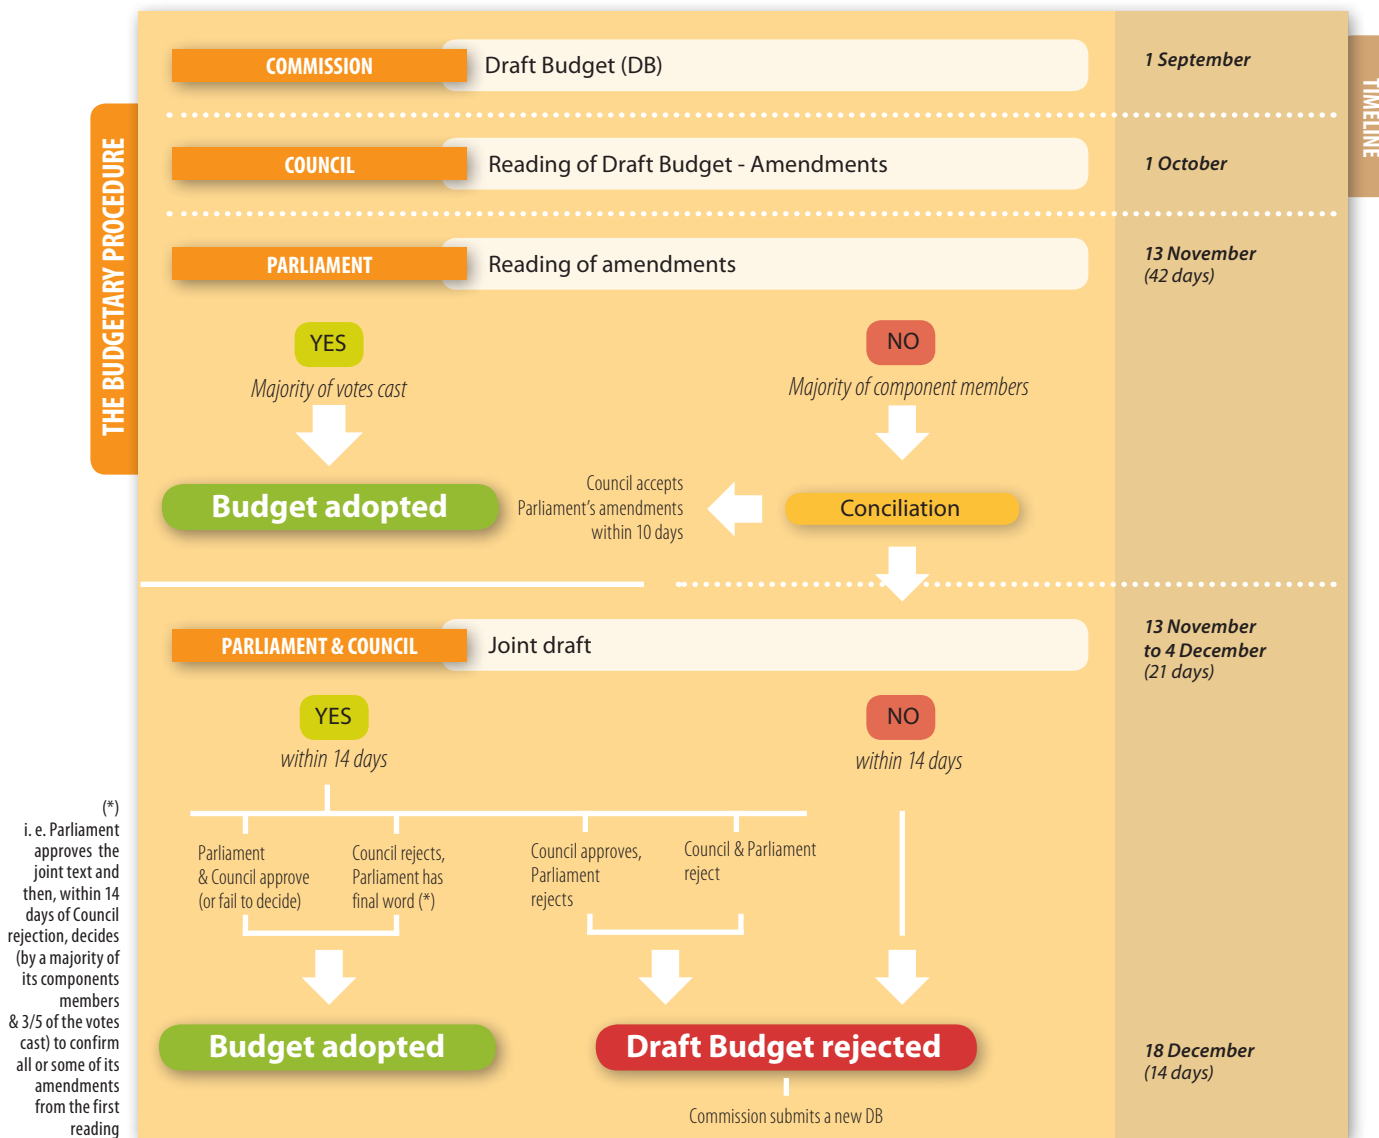 THE BUDGETARY PROCEDURE
TIMELINE
COMMISSION
Draft Budget (DB)
1 September
COUNCIL
Reading of Draft Budget - Amendments
1 October
PARLIAMENT
Reading of amendments
13 November
(42 days)
YES
Majority of votes cast
NO
Majority of component members
Budget adopted
Council accepts
Parliament's amendments
within 10 days
Conciliation
PARLIAMENT & COUNCIL
Joint draft
13 November
to 4 December
(21 days)
YES
within 14 days
NO
within 14 days
Parliament
& Council approve
(or fail to decide)
Council rejects,
Parliament has
final word (*)
Council approves,
Parliament
rejects
Council & Parliament
reject
Budget adopted
Draft Budget rejected
18 December
(14 days)
Commission submits a new DB
(*)
i. e. Parliament
approves the
joint text and
then, within 14
days of Council
rejection, decides
(by a majority of
its components
members
& 3/5 of the votes
cast) to confirm
all or some of its
amendments
from the first
reading